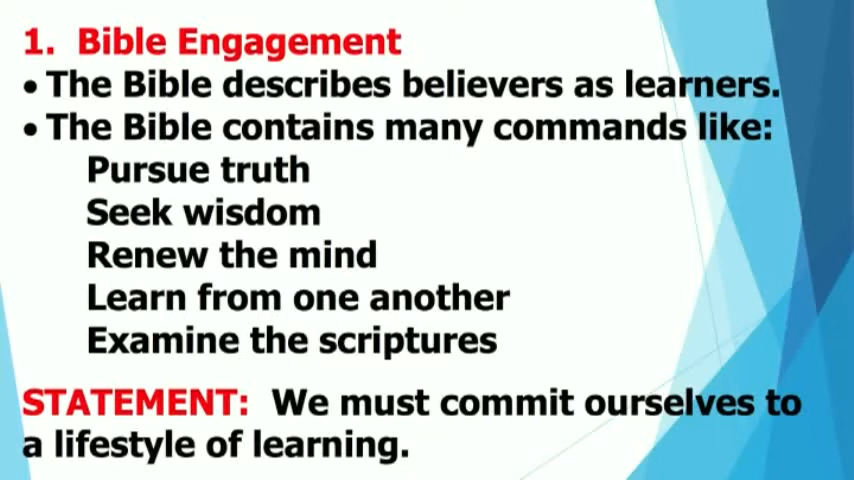 1. Bible Engagement
• The Bible describes believers as learners.
• The Bible contains many commands like:
Pursue truth
Seek wisdom
Renew the mind
Learn from one another
Examine the scriptures
STATEMENT: We must commit ourselves to
a lifestyle of learning.